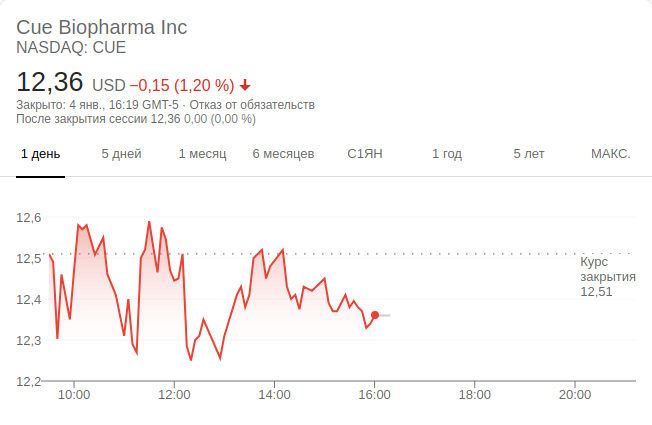 Cue Biopharma Inc
NASDAQ: CUE
12,36 USD −0,15 (1,20 %)
Закрыто: 4 янв., 16:19 GMT-5 · Отказ от обязательств
После закрытия сессии 12,36 0,00 (0,00 %)
1 день 5 дней 1 месяц 6 месяцев С1ЯН 1 год 5 лет МАКС.
12,6
12,5
Курс
закрытия
12,51
12,4
12,3
12,2
10:00 12:00 14:00 16:00 18:00 20:00